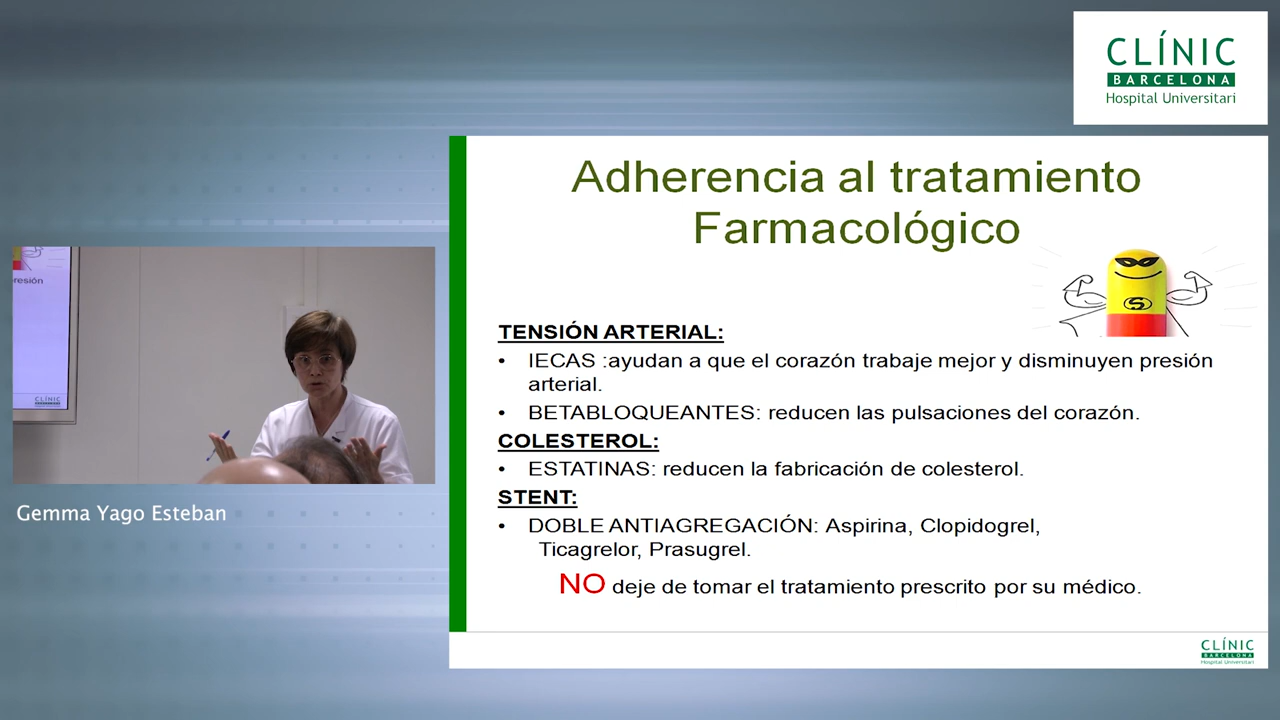 CLÍNIC
BARCELONA
Hospital Universitari
Adherencia al tratamiento
Farmacológico
S
TENSIÓN ARTERIAL:
• IECAS :ayudan a que el corazón trabaje mejor y disminuyen presión
arterial.
• BETABLOQUEANTES: reducen las pulsaciones del corazón.
COLESTEROL:
• ESTATINAS: reducen la fabricación de colesterol.
STENT:
• DOBLE ANTIAGREGACIÓN: Aspirina, Clopidogrel,
Ticagrelor, Prasugrel.
NO deje de tomar el tratamiento prescrito por su médico.
CLÍNIC
BARCELONA
Hospital Universitari
resión
CLÍNIC
Gemma Yago Esteban